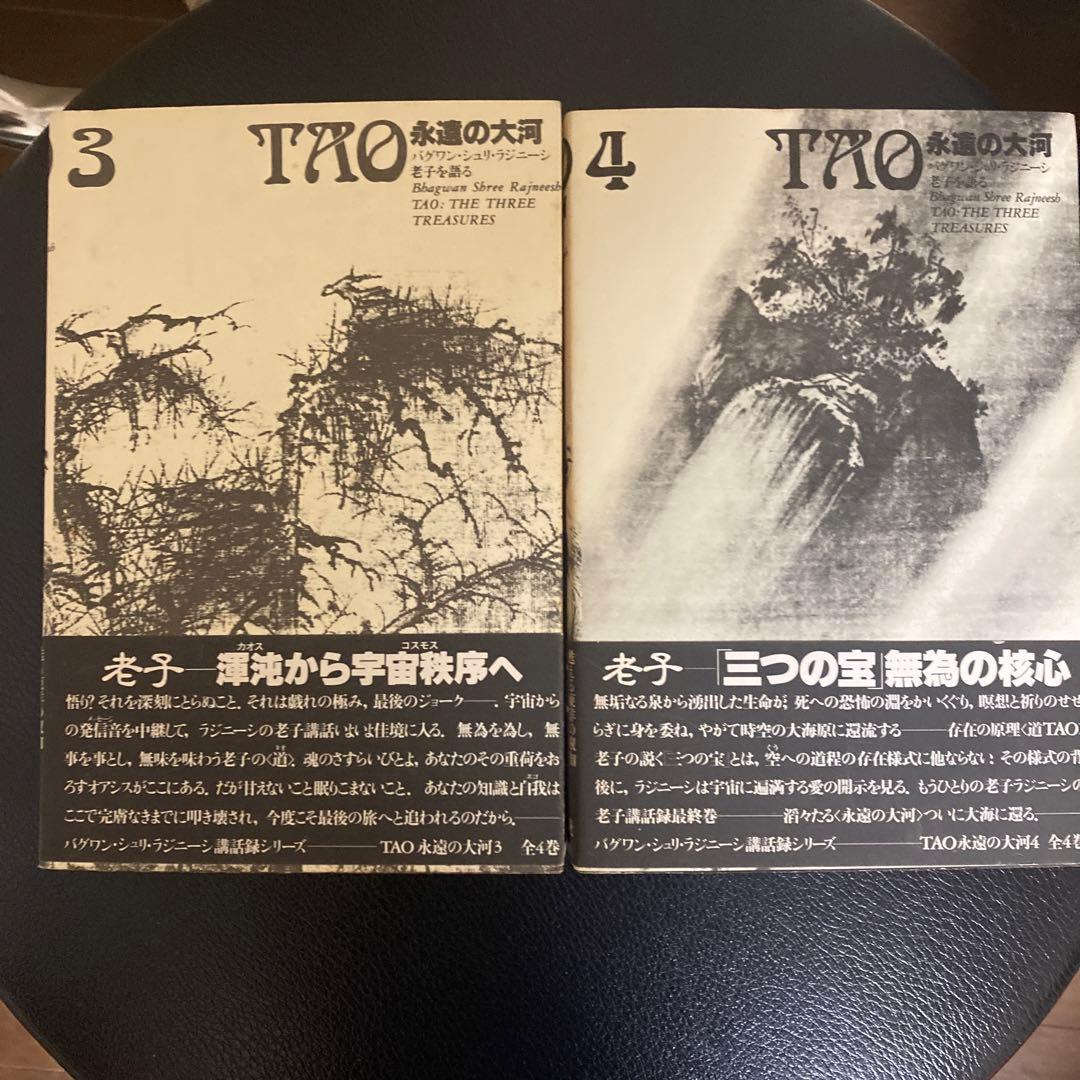 3
TAO 永遠の大河
バグワン・シュリ・ラジニーシ
老子を語る
Bhagwan Shree Rajneesh
TAO: THE THREE
TREASURES
老子―渾沌から宇宙秩序へ
カオス コスモス
悟り?それを深刻にとらぬこと。それは戯れの極み, 最後のジョーク――. 宇宙から
の発信音を中継して, ラジニーシの老子講話いよいよ佳境に入る. 無為を為し, 無
事を事とし, 無味を味わう老子の〈道〉. 魂のさすらいびとよ, あなたのその重荷をお
ろすオアシスがここにある. だが甘えないこと眠りこまないこと. あなたの知識と自我は
エゴ
ここで完膚なきまでに叩き壊され, 今度こそ最後の旅へと追われるのだから.
バグワン・シュリ・ラジニーシ講話録シリーズ――TAO 永遠の大河3 全4巻
4
TAO 永遠の大河
バグワン・シュリ・ラジニーシ
老子を語る
Bhagwan Shree Rajneesh
TAO: THE THREE
TREASURES
老子―「三つの宝」無為の核心
無垢なる泉から湧出した生命が, 死への恐怖の淵をかいくぐり, 瞑想と祈りのせせ
らぎに身を委ね, やがて時空の大海原に還流する――存在の原理〈道TAO〉
老子の説く「三つの宝」とは, 空への道程の存在様式に他ならない. その様式の背
くう
後に, ラジニーシは宇宙に遍満する愛の開示を見る. もうひとりの老子ラジニーシの
老子講話録最終巻――滔々たる〈永遠の大河〉ついに大海に還る.
バグワン・シュリ・ラジニーシ講話録シリーズ――TAO永遠の大河4 全4巻